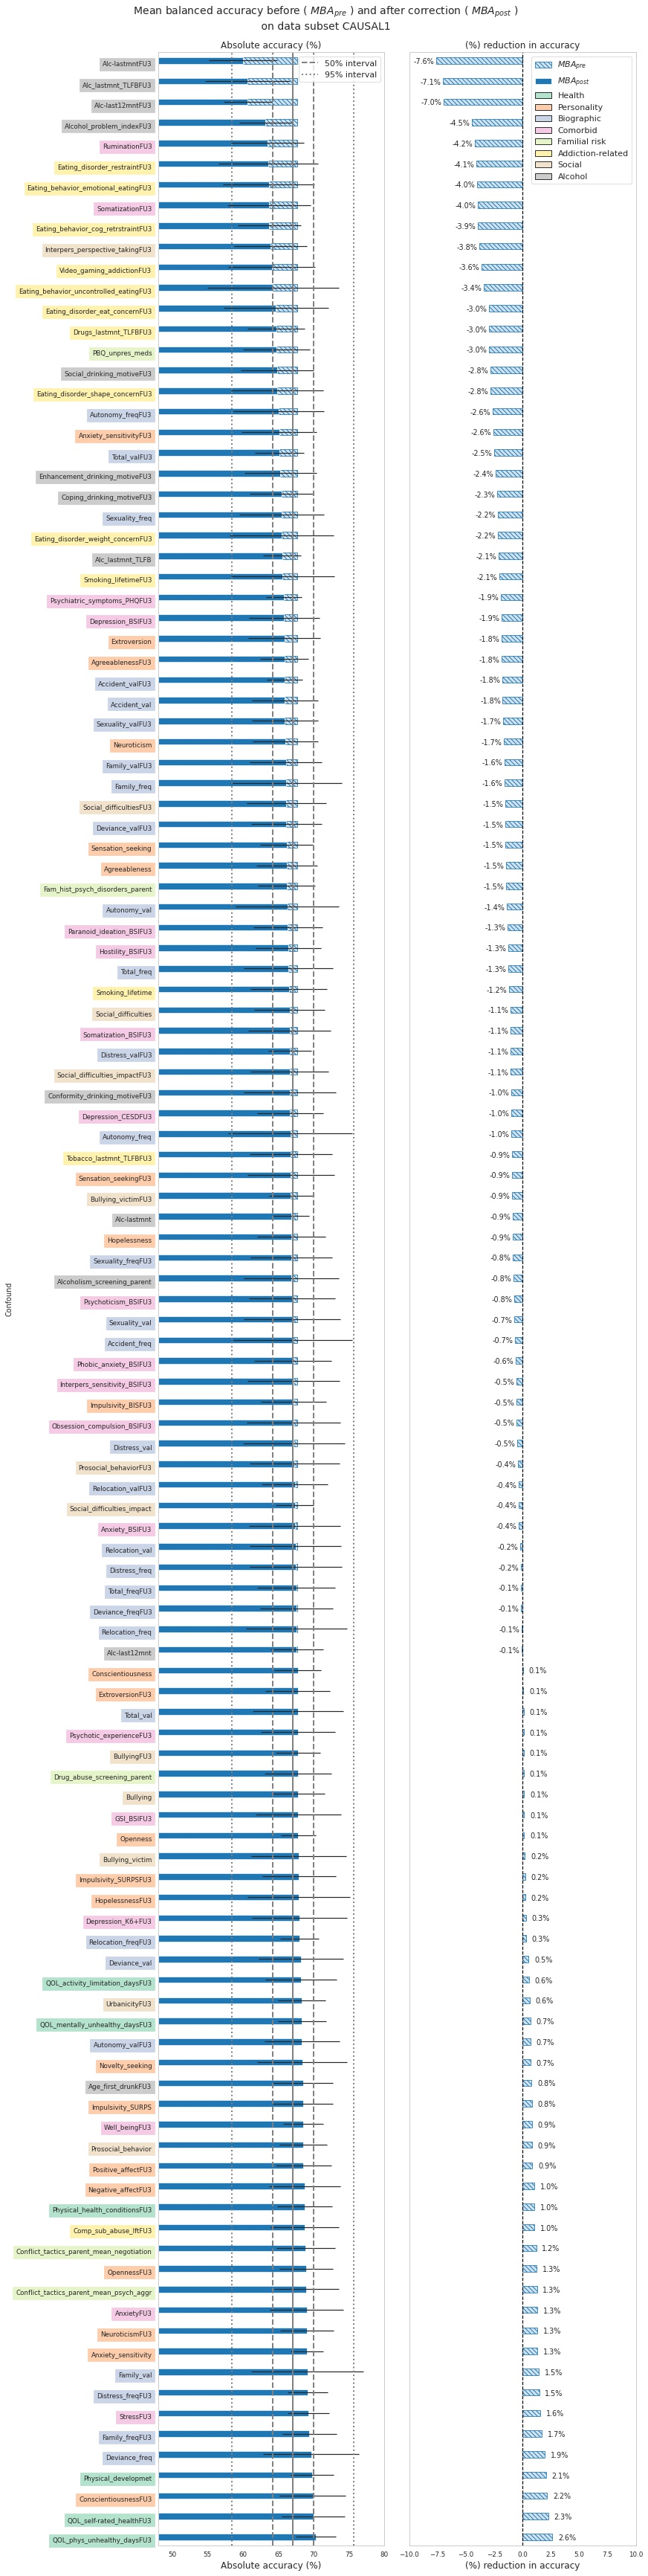 Mean balanced accuracy before ( MBA_pre ) and after correction ( MBA_post )
on data subset CAUSAL1
Absolute accuracy (%)
(%) reduction in accuracy
50% interval
95% interval
MBA_pre
MBA_post
Health
Personality
Biographic
Comorbid
Familial risk
Addiction-related
Social
Alcohol
Confound
Alc-lastmntFU3 -7.6%
Alc_lastmnt_TLFBFU3 -7.1%
Alc-last12mntFU3 -7.0%
Alcohol_problem_indexFU3 -4.5%
RuminationFU3 -4.2%
Eating_disorder_restraintFU3 -4.1%
Eating_behavior_emotional_eatingFU3 -4.0%
SomatizationFU3 -4.0%
Eating_behavior_cog_retrstraintFU3 -3.9%
Interpers_perspective_takingFU3 -3.8%
Video_gaming_addictionFU3 -3.6%
Eating_behavior_uncontrolled_eatingFU3 -3.4%
Eating_disorder_eat_concernFU3 -3.0%
Drugs_lastmnt_TLFBFU3 -3.0%
PBQ_unpres_meds -3.0%
Social_drinking_motiveFU3 -2.8%
Eating_disorder_shape_concernFU3 -2.8%
Autonomy_freqFU3 -2.6%
Anxiety_sensitivityFU3 -2.6%
Total_valFU3 -2.5%
Enhancement_drinking_motiveFU3 -2.4%
Coping_drinking_motiveFU3 -2.3%
Sexuality_freq -2.2%
Eating_disorder_weight_concernFU3 -2.2%
Alc_lastmnt_TLFB -2.1%
Smoking_lifetimeFU3 -2.1%
Psychiatric_symptoms_PHQFU3 -1.9%
Depression_BSIFU3 -1.9%
Extroversion -1.8%
AgreeablenessFU3 -1.8%
Accident_valFU3 -1.8%
Accident_val -1.8%
Sexuality_valFU3 -1.7%
Neuroticism -1.7%
Family_valFU3 -1.6%
Family_freq -1.6%
Social_difficultiesFU3 -1.5%
Deviance_valFU3 -1.5%
Sensation_seeking -1.5%
Agreeableness -1.5%
Fam_hist_psych_disorders_parent -1.5%
Autonomy_val -1.4%
Paranoid_ideation_BSIFU3 -1.3%
Hostility_BSIFU3 -1.3%
Total_freq -1.3%
Smoking_lifetime -1.2%
Social_difficulties -1.1%
Somatization_BSIFU3 -1.1%
Distress_valFU3 -1.1%
Social_difficulties_impactFU3 -1.1%
Conformity_drinking_motiveFU3 -1.0%
Depression_CESDFU3 -1.0%
Autonomy_freq -1.0%
Tobacco_lastmnt_TLFBFU3 -0.9%
Sensation_seekingFU3 -0.9%
Bullying_victimFU3 -0.9%
Alc-lastmnt -0.9%
Hopelessness -0.9%
Sexuality_freqFU3 -0.8%
Alcoholism_screening_parent -0.8%
Psychoticism_BSIFU3 -0.8%
Sexuality_val -0.7%
Accident_freq -0.7%
Phobic_anxiety_BSIFU3 -0.6%
Interpers_sensitivity_BSIFU3 -0.5%
Impulsivity_BISFU3 -0.5%
Obsession_compulsion_BSIFU3 -0.5%
Distress_val -0.5%
Prosocial_behaviorFU3 -0.4%
Relocation_valFU3 -0.4%
Social_difficulties_impact -0.4%
Anxiety_BSIFU3 -0.4%
Relocation_val -0.2%
Distress_freq -0.2%
Total_freqFU3 -0.1%
Deviance_freqFU3 -0.1%
Relocation_freq -0.1%
Alc-last12mnt -0.1%
Conscientiousness 0.1%
ExtroversionFU3 0.1%
Total_val 0.1%
Psychotic_experienceFU3 0.1%
BullyingFU3 0.1%
Drug_abuse_screening_parent 0.1%
Bullying 0.1%
GSI_BSIFU3 0.1%
Openness 0.1%
Bullying_victim 0.2%
Impulsivity_SURPSFU3 0.2%
HopelessnessFU3 0.2%
Depression_K6+FU3 0.3%
Relocation_freqFU3 0.3%
Deviance_val 0.5%
QOL_activity_limitation_daysFU3 0.6%
UrbanicityFU3 0.6%
QOL_mentally_unhealthy_daysFU3 0.7%
Autonomy_valFU3 0.7%
Novelty_seeking 0.7%
Age_first_drunkFU3 0.8%
Impulsivity_SURPS 0.8%
Well_beingFU3 0.9%
Prosocial_behavior 0.9%
Positive_affectFU3 0.9%
Negative_affectFU3 1.0%
Physical_health_conditionsFU3 1.0%
Comp_sub_abuse_lftFU3 1.0%
Conflict_tactics_parent_mean_negotiation 1.2%
OpennessFU3 1.3%
Conflict_tactics_parent_mean_psych_aggr 1.3%
AnxietyFU3 1.3%
NeuroticismFU3 1.3%
Anxiety_sensitivity 1.3%
Family_val 1.5%
Distress_freqFU3 1.5%
StressFU3 1.6%
Family_freqFU3 1.7%
Deviance_freq 1.9%
Physical_developmet 2.1%
ConscientiousnessFU3 2.2%
QOL_self-rated_healthFU3 2.3%
QOL_phys_unhealthy_daysFU3 2.6%
50 55 60 65 70 75 80
−10.0 −7.5 −5.0 −2.5 0.0 2.5 5.0 7.5 10.0
Absolute accuracy (%)
(%) reduction in accuracy